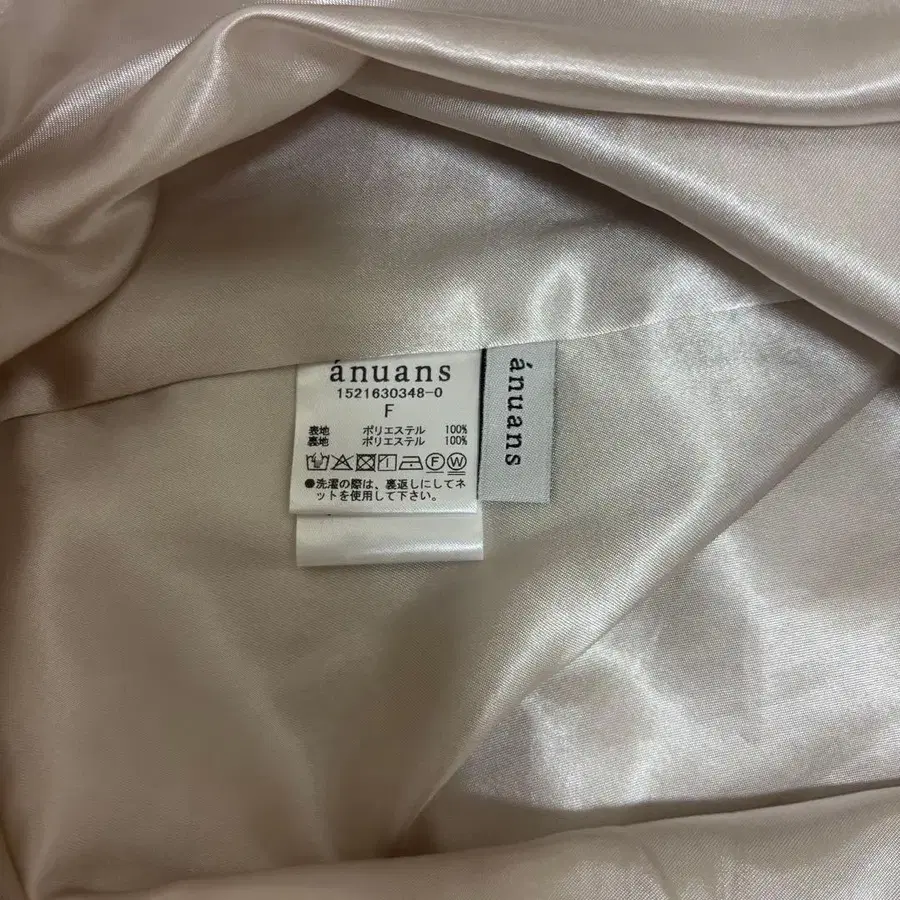 ánuans
1521630348-0
F
表地 ポリエステル 100%
裏地 ポリエステル 100%
●洗濯の際は、裏返しにしてネ
ットを使用して下さい。
ánuans